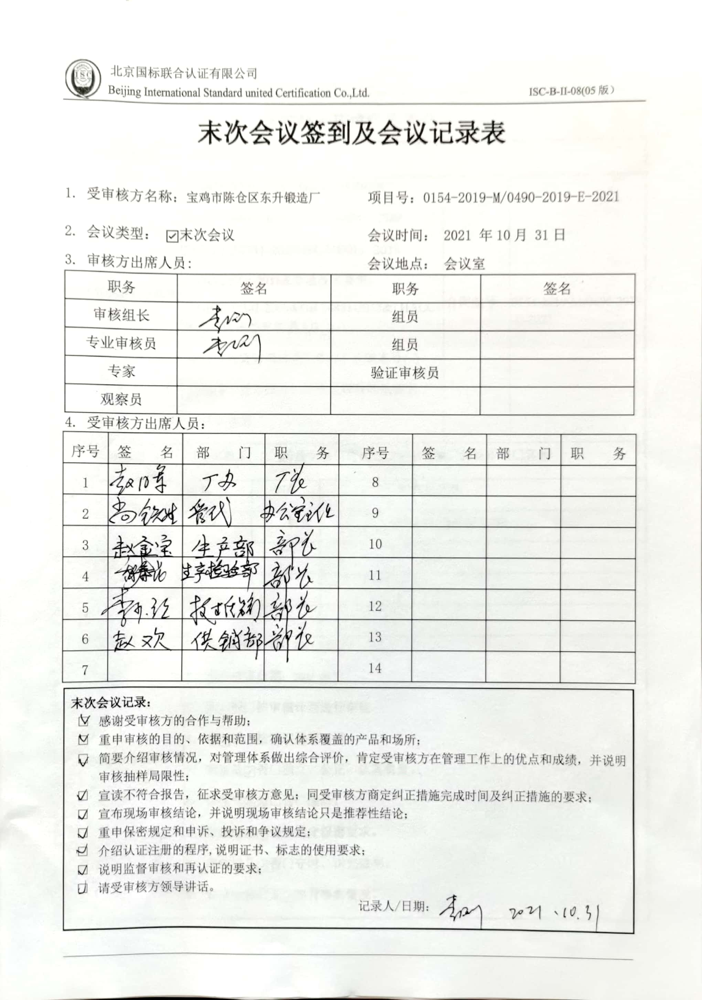 ISC
北京国标联合认证有限公司
Beijing International Standard united Certification Co.,Ltd.
ISC-B-II-08(05 版）
末次会议签到及会议记录表
1. 受审核方名称：宝鸡市陈仓区东升锻造厂 项目号：0154-2019-M/0490-2019-E-2021
2. 会议类型： ☑末次会议 会议时间： 2021 年 10 月 31 日
3. 审核方出席人员： 会议地点： 会议室
职务 签名 职务 签名
审核组长 组员
专业审核员 组员
专家 验证审核员
观察员
4. 受审核方出席人员：
序号 签 名 部 门 职 务 序号 签 名 部 门 职 务
1 厂办 厂长 8
2 管代 办公室主任 9
3 赵金宝 生产部 部长 10
4 部长 11
5 部长 12
6 赵欢 供销部 部长 13
7 14
末次会议记录：
☑ 感谢受审核方的合作与帮助；
☑ 重申审核的目的、依据和范围，确认体系覆盖的产品和场所；
☑ 简要介绍审核情况，对管理体系做出综合评价，肯定受审核方在管理工作上的优点和成绩，并说明
审核抽样局限性；
☑ 宣读不符合报告，征求受审核方意见；同受审核方商定纠正措施完成时间及纠正措施的要求；
☑ 宣布现场审核结论，并说明现场审核结论只是推荐性结论；
☑ 重申保密规定和申诉、投诉和争议规定；
☑ 介绍认证注册的程序,说明证书、标志的使用要求；
☑ 说明监督审核和再认证的要求；
☑ 请受审核方领导讲话。
记录人/日期： 2021.10.31